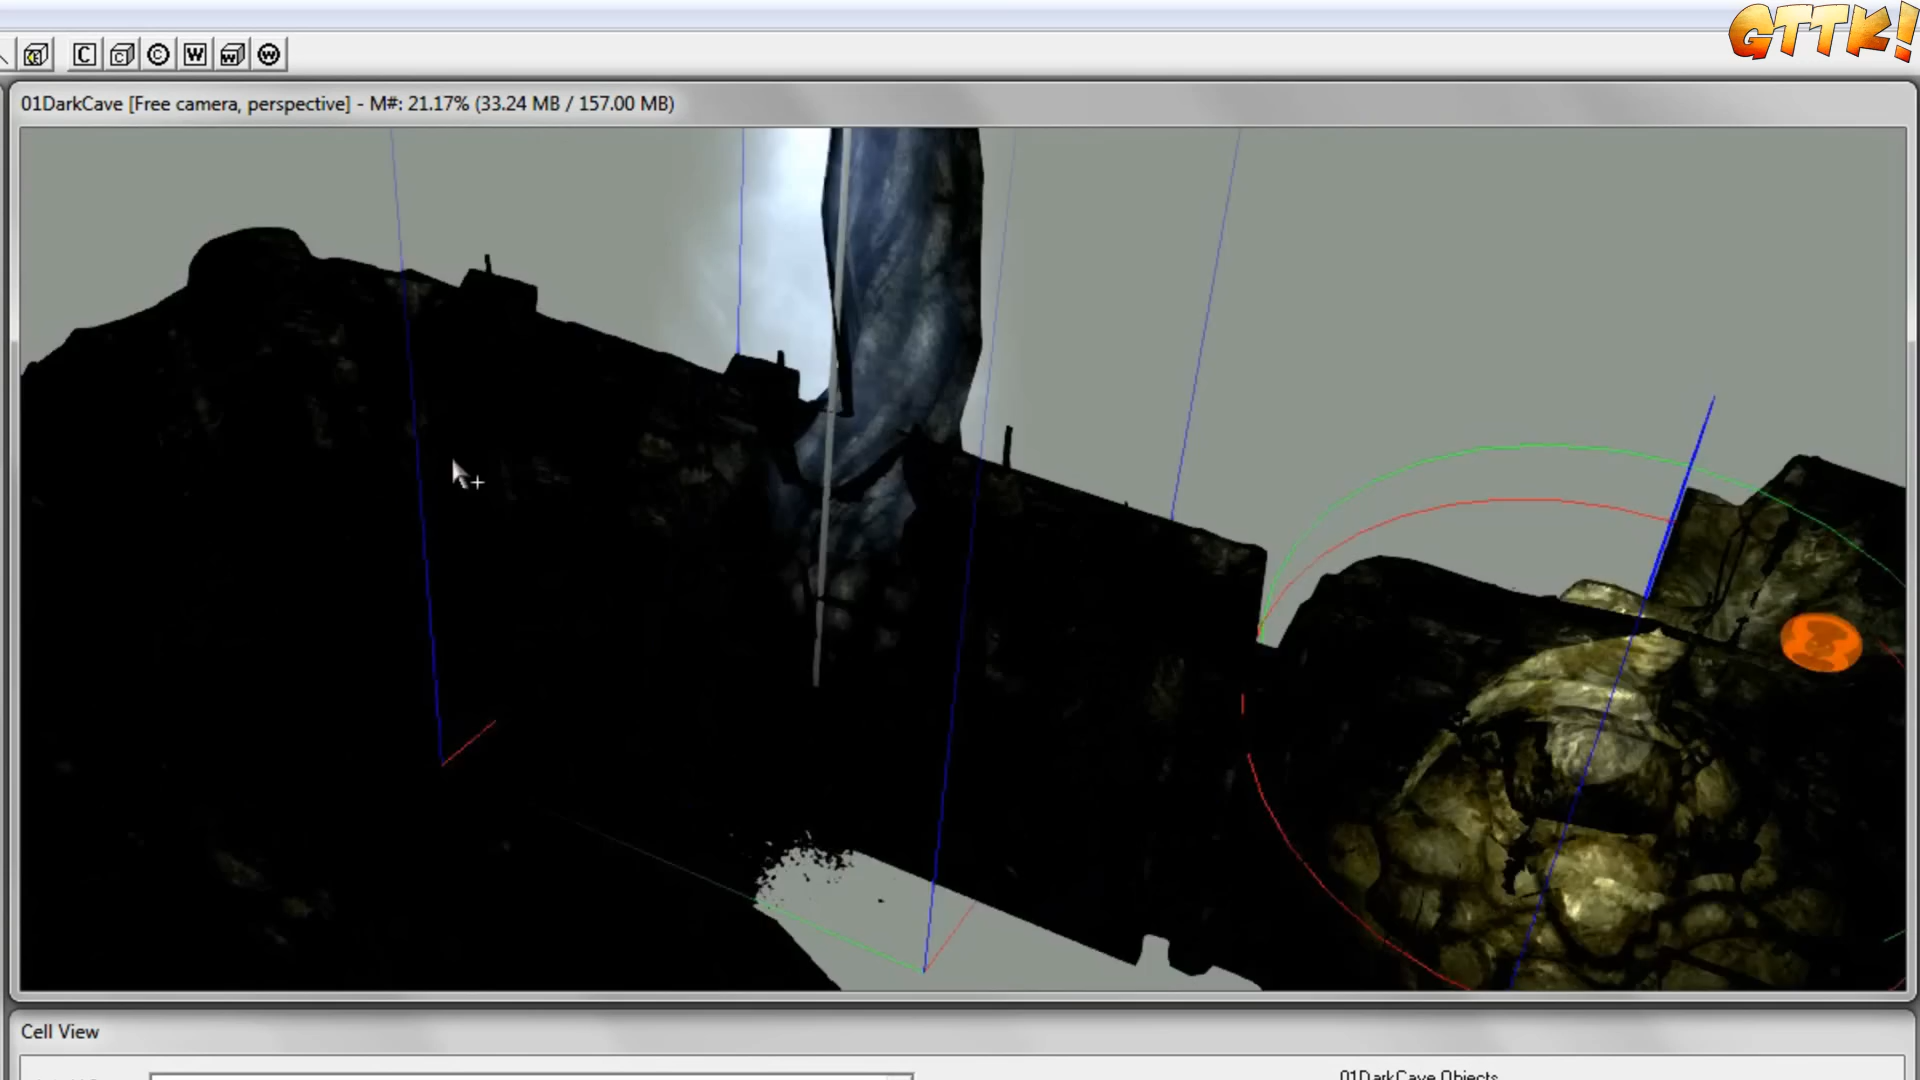 GTTK!
C C C W W W
01DarkCave [Free camera, perspective] - M#: 21.17% (33.24 MB / 157.00 MB)
Cell View
01DarkCave Objects